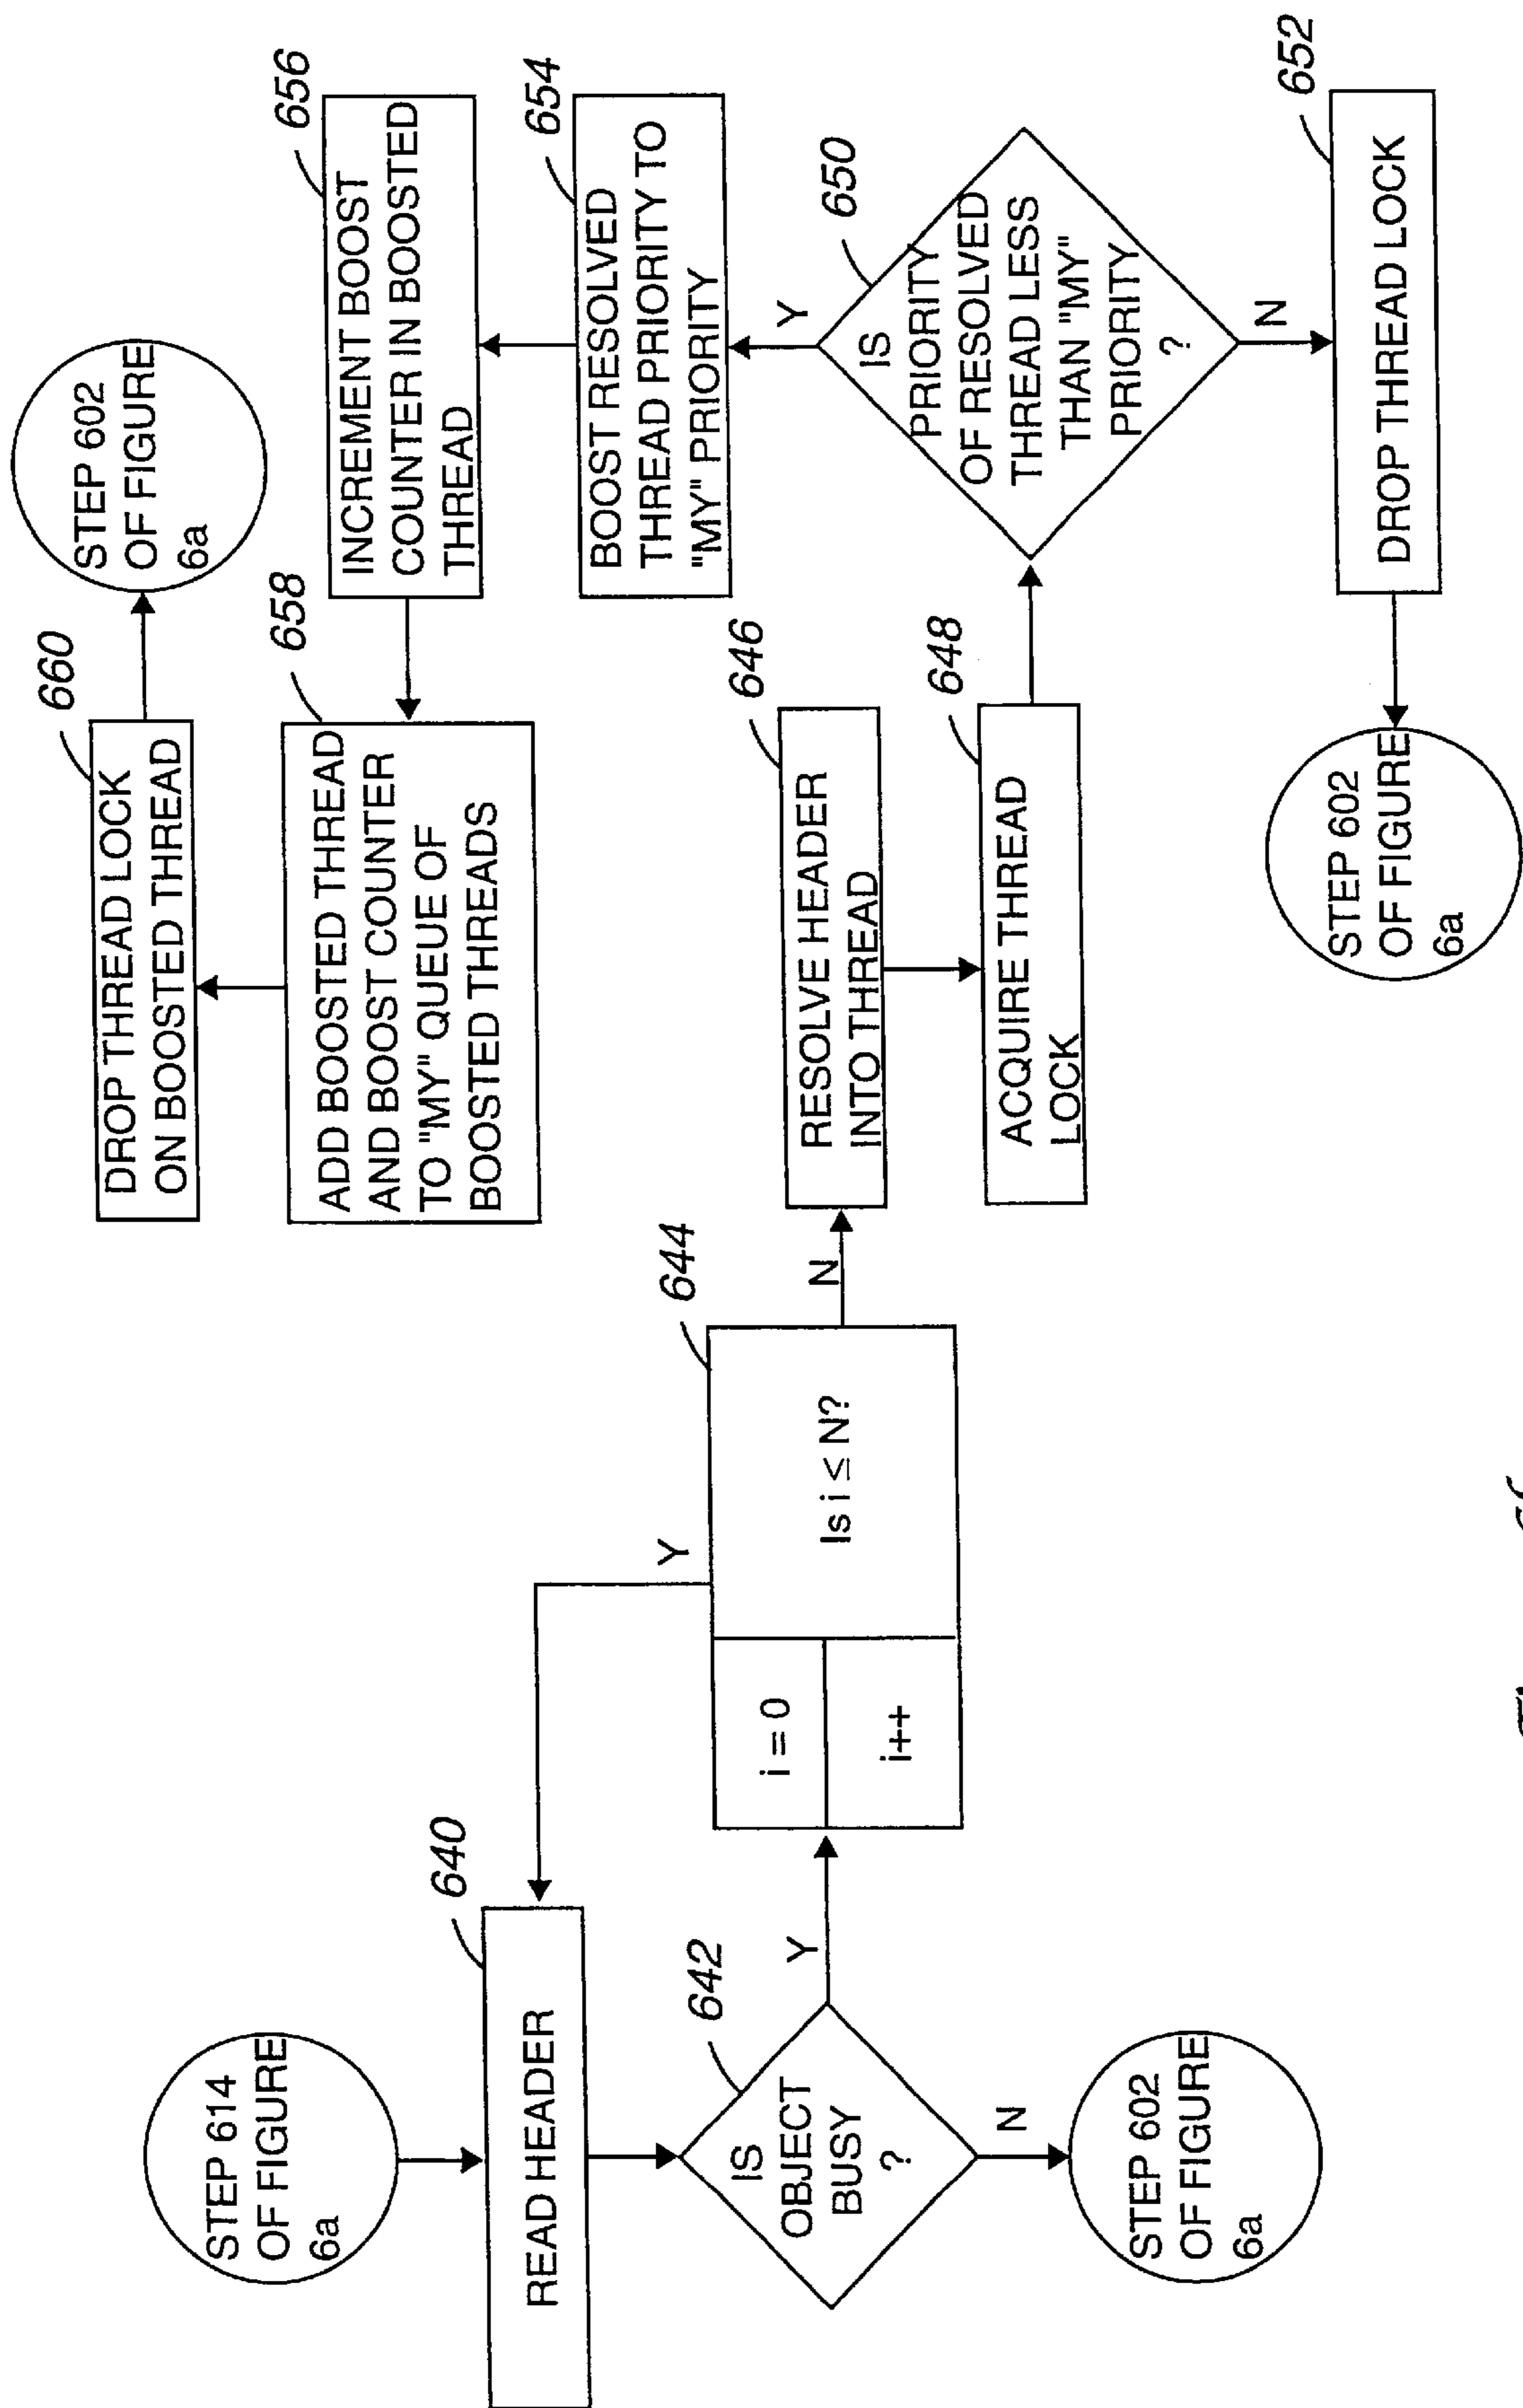 STEP 614
OF FIGURE
6a
640
READ HEADER
642
IS
OBJECT
BUSY
?
Y
N
STEP 602
OF FIGURE
6a
644
i = 0
i++
Is i ≤ N?
Y
N
646
RESOLVE HEADER
INTO THREAD
648
ACQUIRE THREAD
LOCK
650
IS
PRIORITY
OF RESOLVED
THREAD LESS
THAN "MY"
PRIORITY
?
Y
N
652
DROP THREAD LOCK
STEP 602
OF FIGURE
6a
654
BOOST RESOLVED
THREAD PRIORITY TO
"MY" PRIORITY
656
INCREMENT BOOST
COUNTER IN BOOSTED
THREAD
658
ADD BOOSTED THREAD
AND BOOST COUNTER
TO "MY" QUEUE OF
BOOSTED THREADS
660
DROP THREAD LOCK
ON BOOSTED THREAD
STEP 602
OF FIGURE
6a